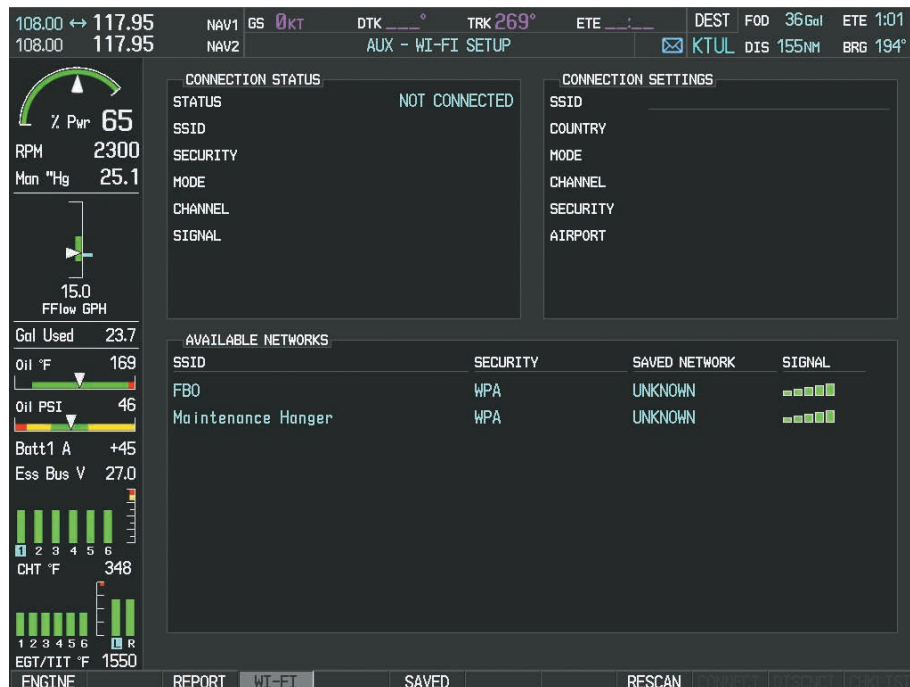 108.00 ↔ 117.95 NAV1 GS 0KT DTK ___° TRK 269° ETE __:__ DEST FOD 36Gal ETE 1:01
108.00 117.95 NAV2 AUX - WI-FI SETUP KTUL DIS 155NM BRG 194°
% Pwr 65
RPM 2300
Man "Hg 25.1
15.0
FFlow GPH
Gal Used 23.7
Oil °F 169
Oil PSI 46
Batt1 A +45
Ess Bus V 27.0
1 2 3 4 5 6
CHT °F 348
1 2 3 4 5 6 L R
EGT/TIT °F 1550
CONNECTION STATUS
STATUS NOT CONNECTED
SSID
SECURITY
MODE
CHANNEL
SIGNAL
CONNECTION SETTINGS
SSID
COUNTRY
MODE
CHANNEL
SECURITY
AIRPORT
AVAILABLE NETWORKS
SSID SECURITY SAVED NETWORK SIGNAL
FBO WPA UNKNOWN
Maintenance Hanger WPA UNKNOWN
ENGINE REPORT WI-FI SAVED RESCAN CONNECT DISCNCT CHKLIST